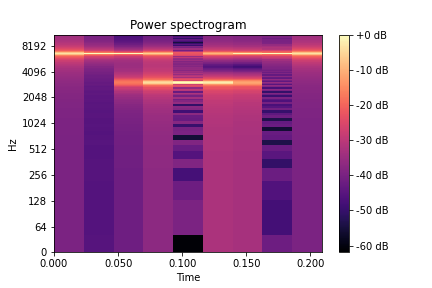 Power spectrogram
8192
4096
2048
1024
512
256
128
64
0
Hz
0.000 0.050 0.100 0.150 0.200
Time
+0 dB
-10 dB
-20 dB
-30 dB
-40 dB
-50 dB
-60 dB